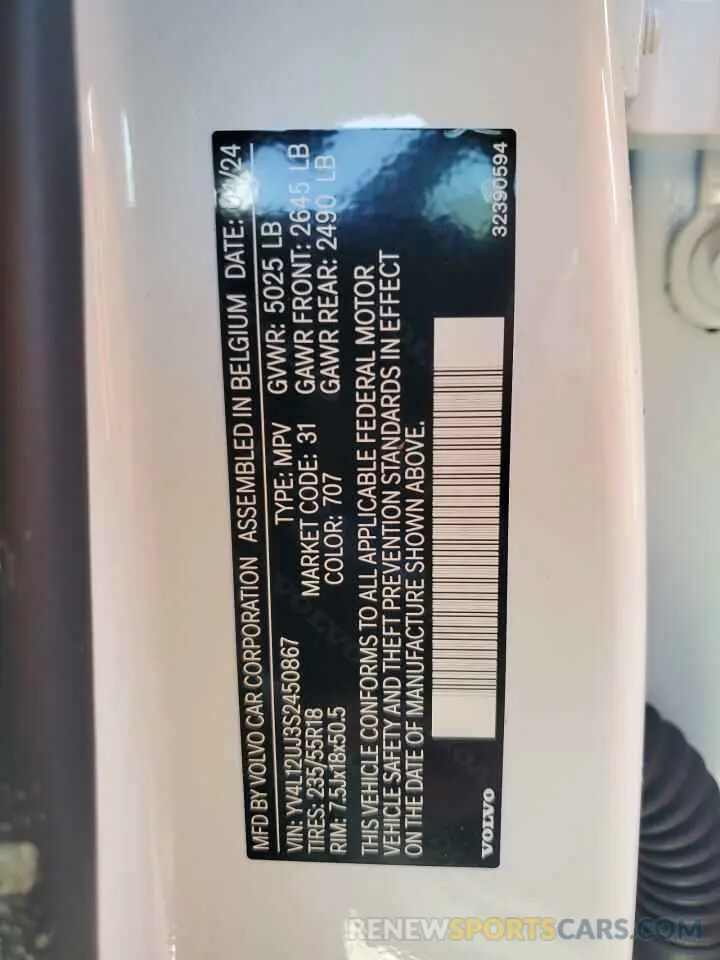 MFD BY VOLVO CAR CORPORATION ASSEMBLED IN BELGIUM DATE: /24
VIN: YV4L12UJ3S2450867 TYPE: MPV GVWR: 5025 LB
TIRES: 235/55R18 MARKET CODE: 31 GAWR FRONT: 2645 LB
RIM: 7.5Jx18x50.5 COLOR: 707 GAWR REAR: 2490 LB
THIS VEHICLE CONFORMS TO ALL APPLICABLE FEDERAL MOTOR
VEHICLE SAFETY AND THEFT PREVENTION STANDARDS IN EFFECT
ON THE DATE OF MANUFACTURE SHOWN ABOVE.
VOLVO
32390594
RENEWSPORTSCARS.COM